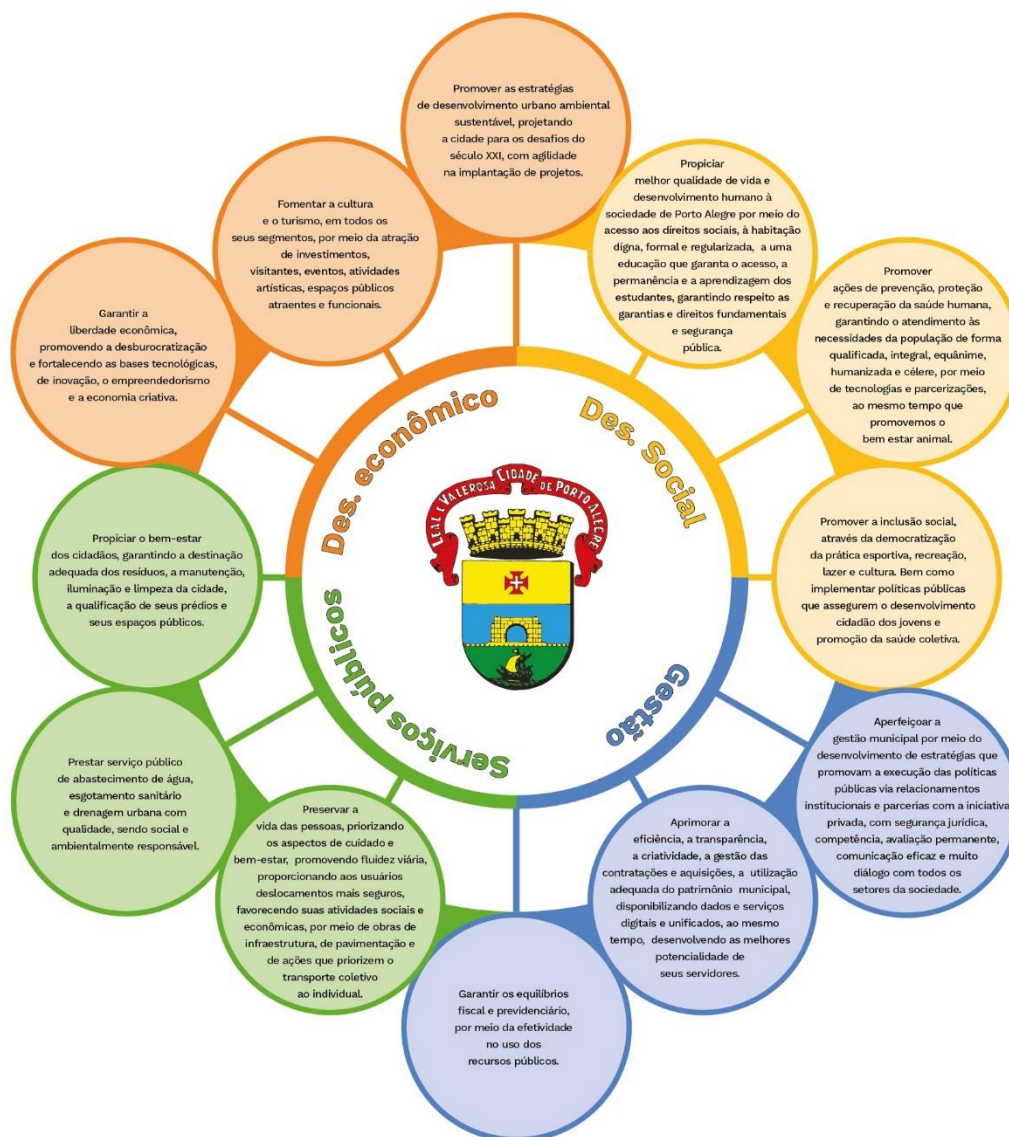 Promover as estratégias
de desenvolvimento urbano ambiental
sustentável, projetando
a cidade para os desafios do
século XXI, com agilidade
na implantação de projetos.
Propiciar
melhor qualidade de vida e
desenvolvimento humano à
sociedade de Porto Alegre por meio do
acesso aos direitos sociais, à habitação
digna, formal e regularizada, a uma
educação que garanta o acesso, a
permanência e a aprendizagem dos
estudantes, garantindo respeito as
garantias e direitos fundamentais
e segurança
pública.
Fomentar a cultura
e o turismo, em todos os
seus segmentos, por meio da atração
de investimentos,
visitantes, eventos, atividades
artísticas, espaços públicos
atraentes e funcionais.
Promover
ações de prevenção, proteção
e recuperação da saúde humana,
garantindo o atendimento às
necessidades da população de forma
qualificada, integral, equânime,
humanizada e célere, por meio
de tecnologias e parcerizações,
ao mesmo tempo que
promovemos o
bem estar animal.
Garantir a
liberdade econômica,
promovendo a desburocratização
e fortalecendo as bases tecnológicas,
de inovação, o empreendedorismo
e a economia criativa.
Des. econômico
Des. Social
LEAL E VALEROSA CIDADE DE PORTO ALEGRE
Propiciar o bem-estar
dos cidadãos, garantindo a destinação
adequada dos resíduos, a manutenção,
iluminação e limpeza da cidade,
a qualificação de seus prédios e
seus espaços públicos.
Promover a inclusão social,
através da democratização
da prática esportiva, recreação,
lazer e cultura. Bem como
implementar políticas públicas
que assegurem o desenvolvimento
cidadão dos jovens e
promoção da saúde coletiva.
Serviços públicos
Gestão
Prestar serviço público
de abastecimento de água,
esgotamento sanitário
e drenagem urbana com
qualidade, sendo social e
ambientalmente responsável.
Aperfeiçoar a
gestão municipal por meio do
desenvolvimento de estratégias que
promovam a execução das políticas
públicas via relacionamentos
institucionais e parcerias com a iniciativa
privada, com segurança jurídica,
competência, avaliação permanente,
comunicação eficaz e muito
diálogo com todos os
setores da sociedade.
Preservar a
vida das pessoas, priorizando
os aspectos de cuidado e
bem-estar, promovendo fluidez viária,
proporcionando aos usuários
deslocamentos mais seguros,
favorecendo suas atividades sociais e
econômicas, por meio de obras de
infraestrutura, de pavimentação e
de ações que priorizem o
transporte coletivo
ao individual.
Aprimorar a
eficiência, a transparência,
a criatividade, a gestão das
contratações e aquisições, a utilização
adequada do patrimônio municipal,
disponibilizando dados e serviços
digitais e unificados, ao mesmo
tempo, desenvolvendo as melhores
potencialidade de
seus servidores.
Garantir os equilíbrios
fiscal e previdenciário,
por meio da efetividade
no uso dos
recursos públicos.